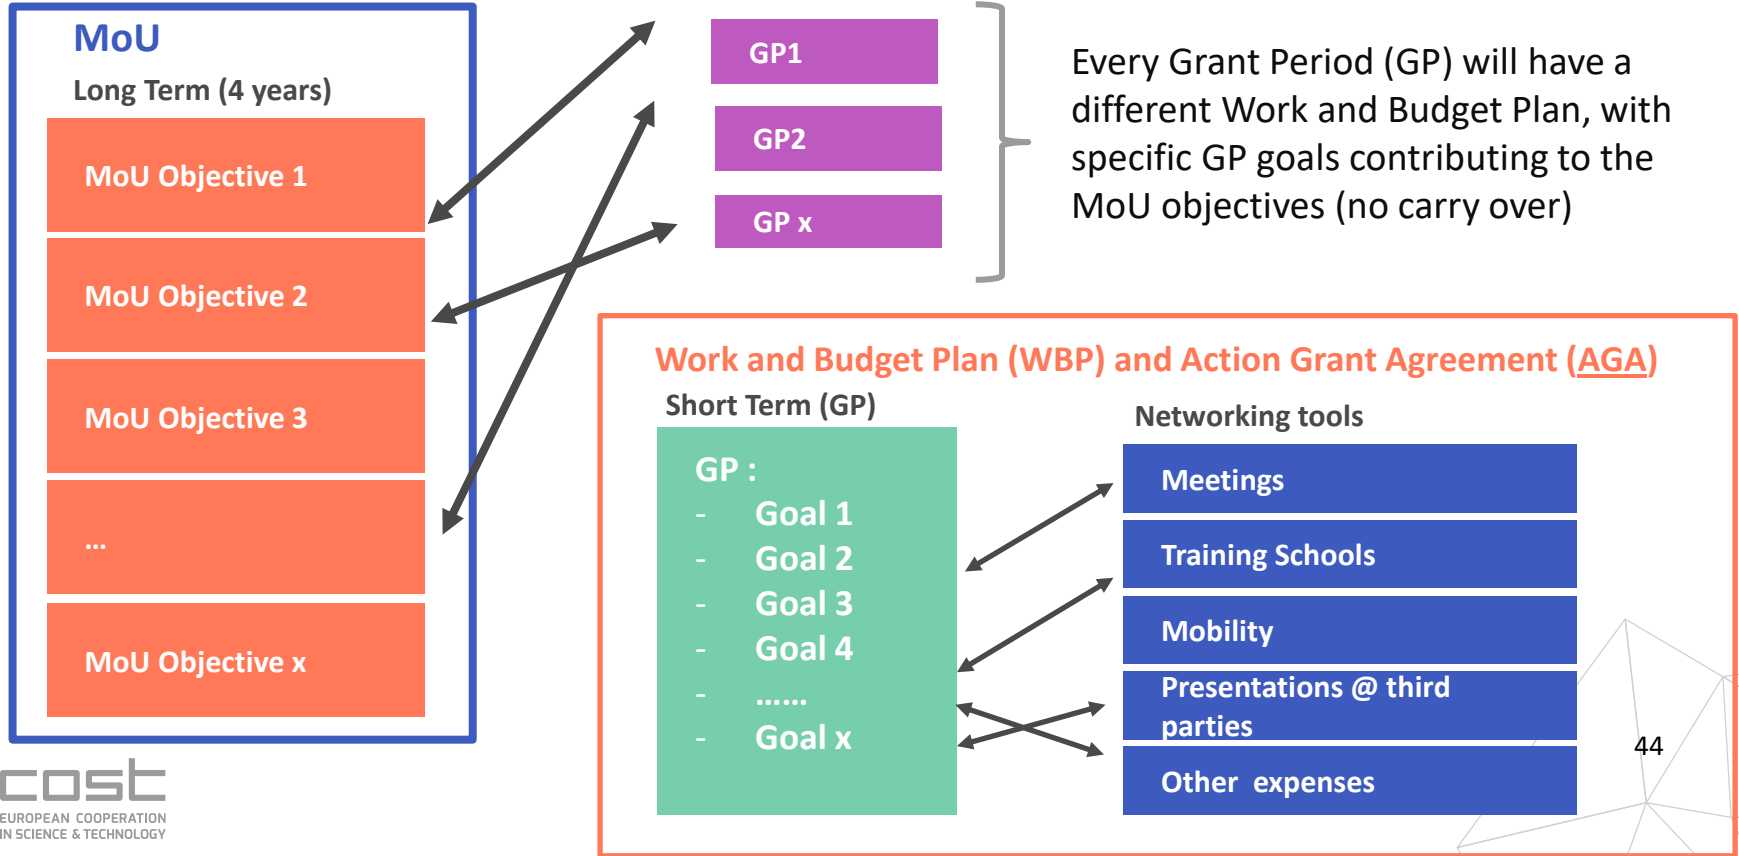 MoU
Long Term (4 years)
MoU Objective 1
MoU Objective 2
MoU Objective 3
...
MoU Objective x
GP1
GP2
GP x
Every Grant Period (GP) will have a
different Work and Budget Plan, with
specific GP goals contributing to the
MoU objectives (no carry over)
Work and Budget Plan (WBP) and Action Grant Agreement (AGA)
Short Term (GP)
GP :
- Goal 1
- Goal 2
- Goal 3
- Goal 4
- ......
- Goal x
Networking tools
Meetings
Training Schools
Mobility
Presentations @ third
parties
Other expenses
44
cost
EUROPEAN COOPERATION
IN SCIENCE & TECHNOLOGY